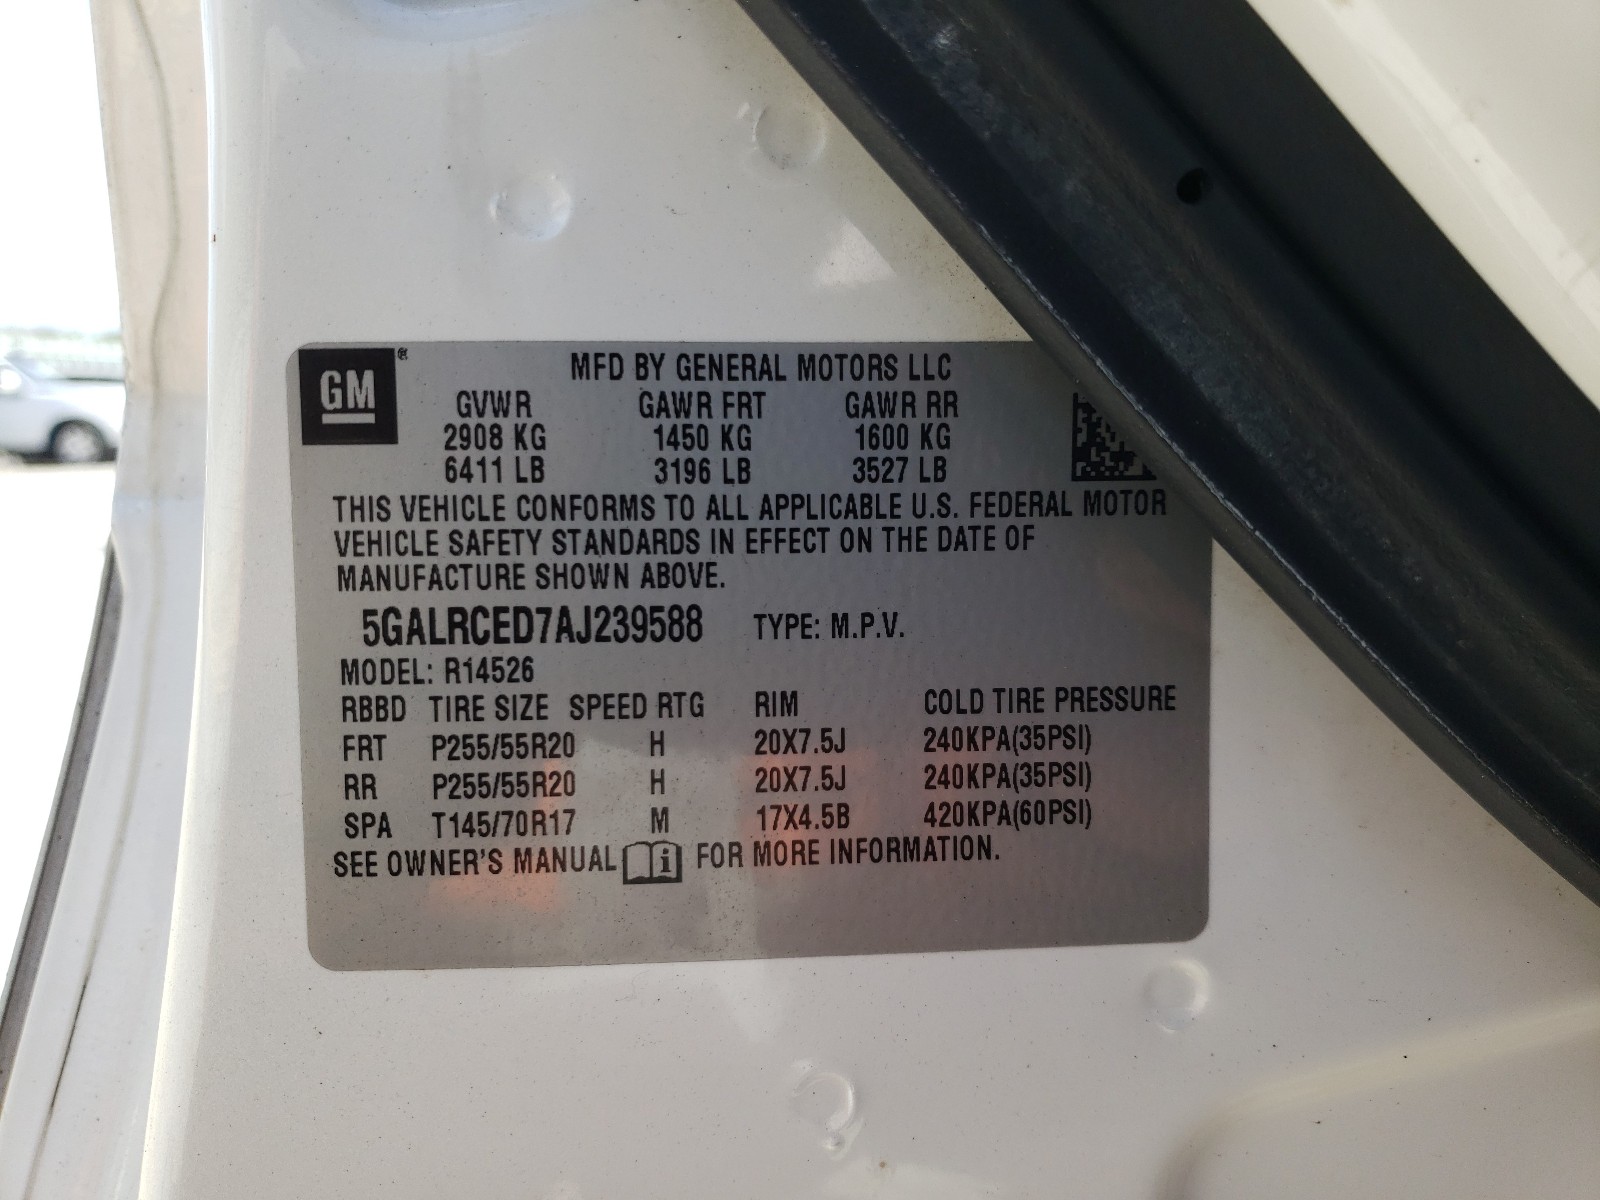 GM ®
MFD BY GENERAL MOTORS LLC
GVWR GAWR FRT GAWR RR
2908 KG 1450 KG 1600 KG
6411 LB 3196 LB 3527 LB
THIS VEHICLE CONFORMS TO ALL APPLICABLE U.S. FEDERAL MOTOR
VEHICLE SAFETY STANDARDS IN EFFECT ON THE DATE OF
MANUFACTURE SHOWN ABOVE.
5GALRCED7AJ239588 TYPE: M.P.V.
MODEL: R14526
RBBD TIRE SIZE SPEED RTG RIM COLD TIRE PRESSURE
FRT P255/55R20 H 20X7.5J 240KPA(35PSI)
RR P255/55R20 H 20X7.5J 240KPA(35PSI)
SPA T145/70R17 M 17X4.5B 420KPA(60PSI)
SEE OWNER'S MANUAL i FOR MORE INFORMATION.